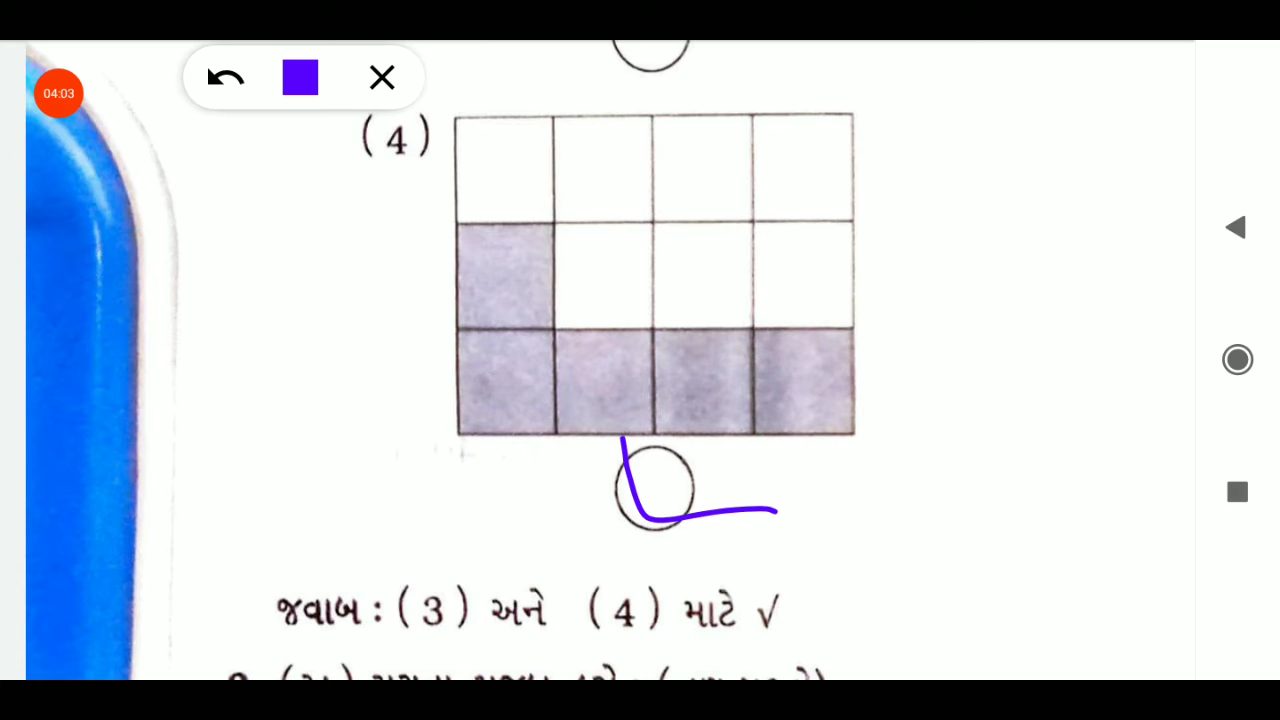 04:03
(4)
જવાબ : (3) અને (4) માટે √